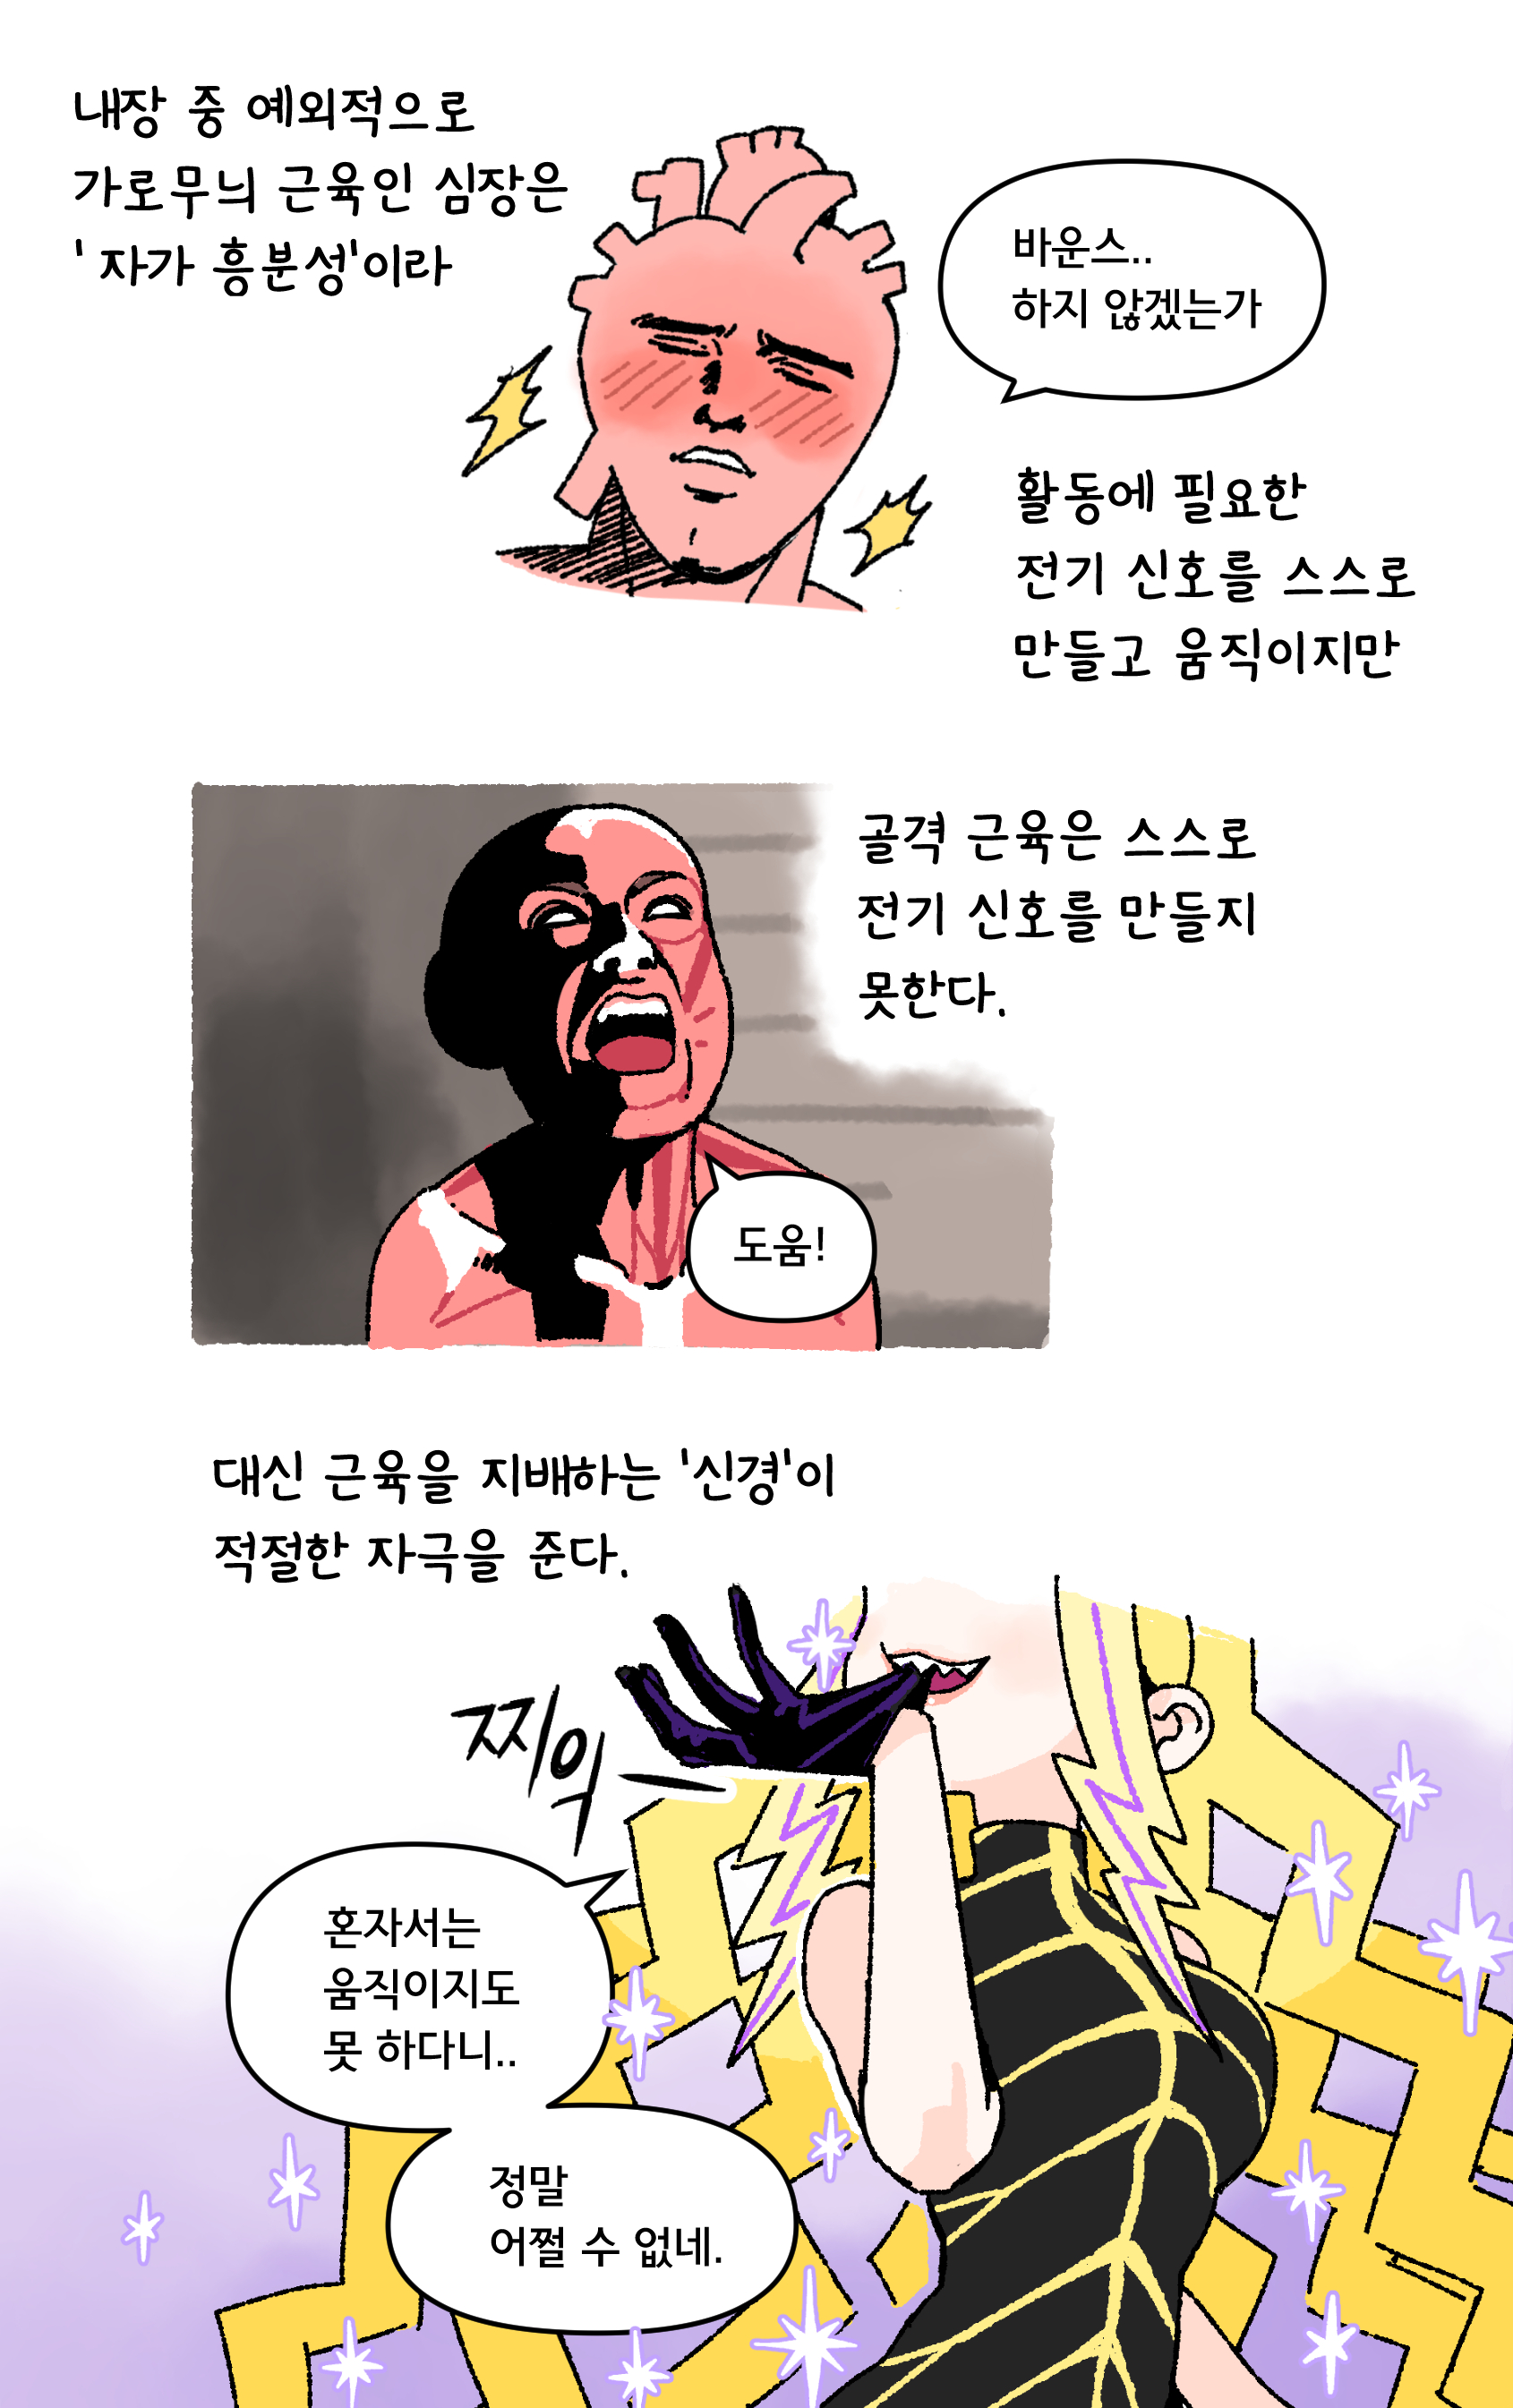 내장 중 예외적으로
가로무늬 근육인 심장은
'자가 흥분성'이라
바운스..
하지 않겠는가
활동에 필요한
전기 신호를 스스로
만들고 움직이지만
골격 근육은 스스로
전기 신호를 만들지
못한다.
도움!
대신 근육을 지배하는 '신경'이
적절한 자극을 준다.
찌익
혼자서는
움직이지도
못 하다니..
정말
어쩔 수 없네.